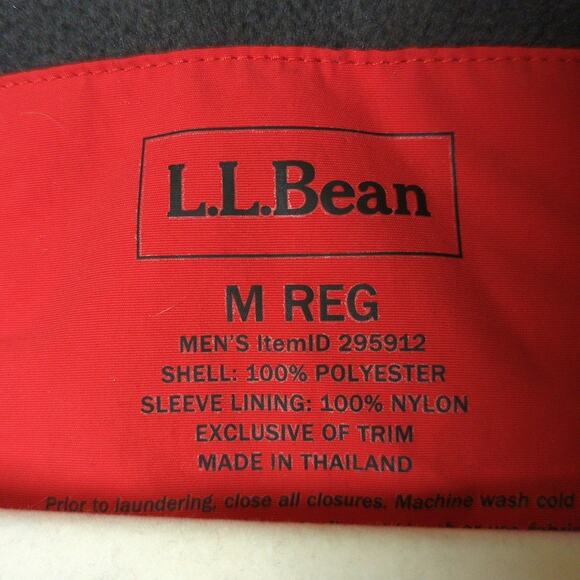 L.L.Bean
M REG
MEN'S ItemID 295912
SHELL: 100% POLYESTER
SLEEVE LINING: 100% NYLON
EXCLUSIVE OF TRIM
MADE IN THAILAND
Prior to laundering, close all closures. Machine wash cold